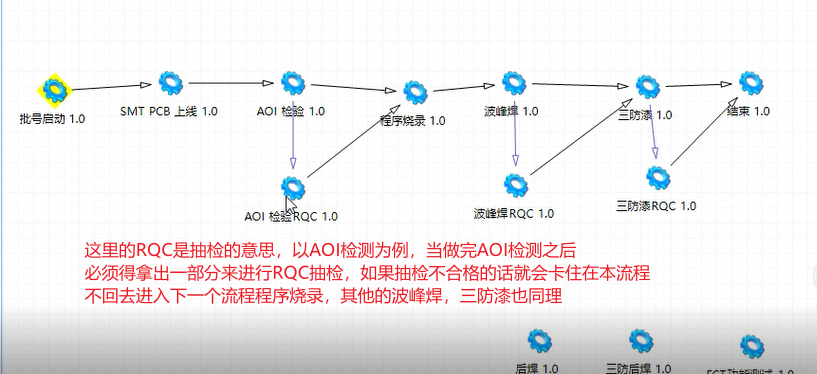 批号启动 1.0
SMT PCB 上线 1.0
AOI 检验 1.0
程序烧录 1.0
波峰焊 1.0
三防漆 1.0
结束 1.0
AOI 检验RQC 1.0
波峰焊RQC 1.0
三防漆RQC 1.0
这里的RQC是抽检的意思，以AOI检测为例，当做完AOI检测之后
必须得拿出一部分来进行RQC抽检，如果抽检不合格的话就会卡住在本流程
不回去进入下一个流程程序烧录，其他的波峰焊，三防漆也同理
后焊 1.0
三防后焊 1.0
FCT功能测试 1.0